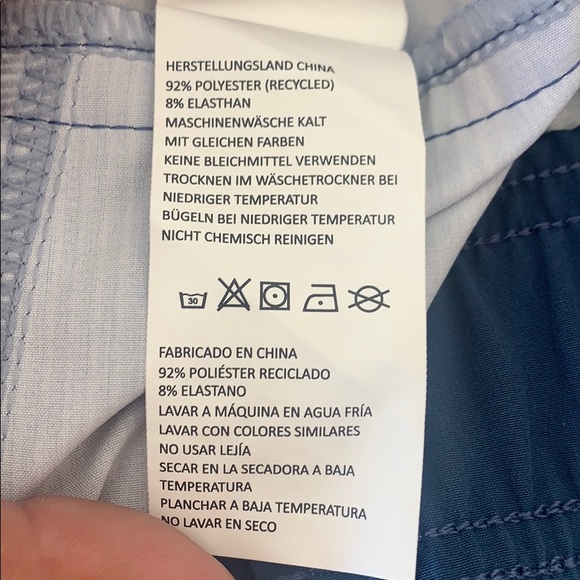 HERSTELLUNGSLAND CHINA
92% POLYESTER (RECYCLED)
8% ELASTHAN
MASCHINENWÄSCHE KALT
MIT GLEICHEN FARBEN
KEINE BLEICHMITTEL VERWENDEN
TROCKNEN IM WÄSCHETROCKNER BEI
NIEDRIGER TEMPERATUR
BÜGELN BEI NIEDRIGER TEMPERATUR
NICHT CHEMISCH REINIGEN
30
FABRICADO EN CHINA
92% POLIÉSTER RECICLADO
8% ELASTANO
LAVAR A MÁQUINA EN AGUA FRÍA
LAVAR CON COLORES SIMILARES
NO USAR LEJÍA
SECAR EN LA SECADORA A BAJA
TEMPERATURA
PLANCHAR A BAJA TEMPERATURA
NO LAVAR EN SECO